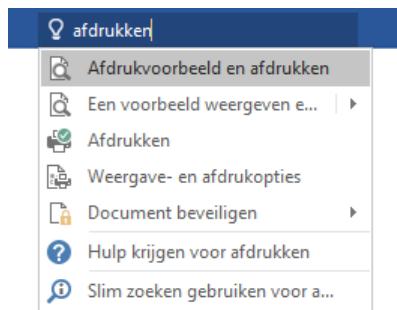 afdrukken
Afdrukvoorbeeld en afdrukken
Een voorbeeld weergeven e...
Afdrukken
Weergave- en afdrukopties
Document beveiligen
Hulp krijgen voor afdrukken
Slim zoeken gebruiken voor a...